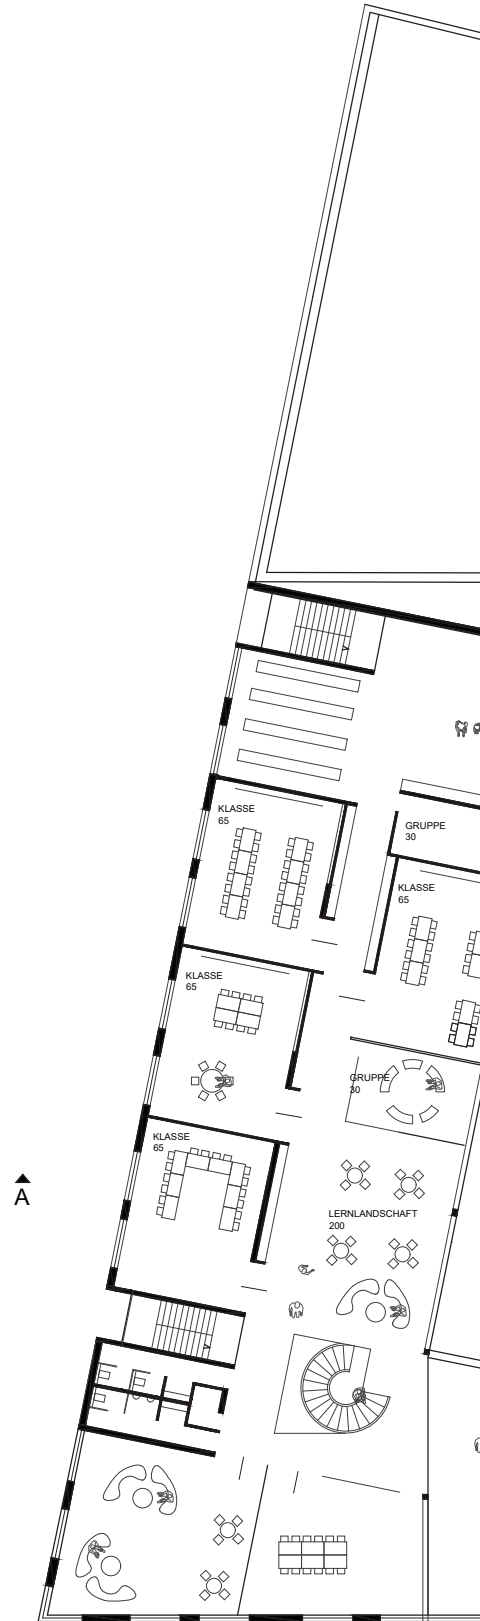 KLASSE
65
GRUPPE
30
KLASSE
65
KLASSE
65
GRUPPE
30
KLASSE
65
A
LERNLANDSCHAFT
200